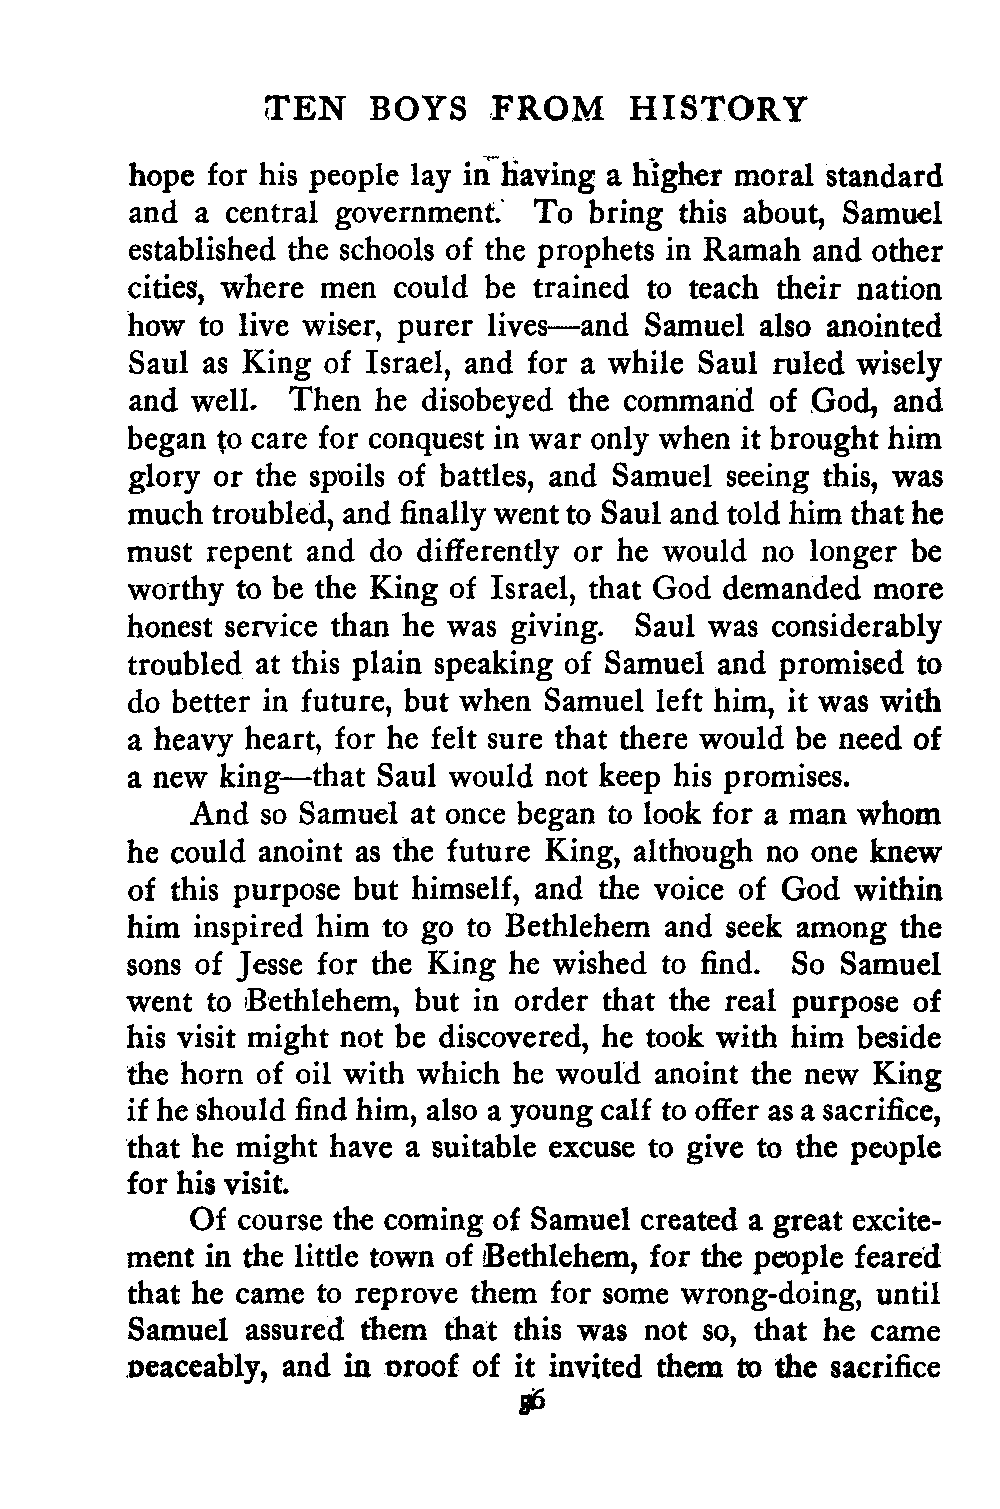 TEN BOYS FROM HISTORY
hope for his people lay in having a higher moral standard
and a central government. To bring this about, Samuel
established the schools of the prophets in Ramah and other
cities, where men could be trained to teach their nation
how to live wiser, purer lives—and Samuel also anointed
Saul as King of Israel, and for a while Saul ruled wisely
and well. Then he disobeyed the command of God, and
began to care for conquest in war only when it brought him
glory or the spoils of battles, and Samuel seeing this, was
much troubled, and finally went to Saul and told him that he
must repent and do differently or he would no longer be
worthy to be the King of Israel, that God demanded more
honest service than he was giving. Saul was considerably
troubled at this plain speaking of Samuel and promised to
do better in future, but when Samuel left him, it was with
a heavy heart, for he felt sure that there would be need of
a new king—that Saul would not keep his promises.
And so Samuel at once began to look for a man whom
he could anoint as the future King, although no one knew
of this purpose but himself, and the voice of God within
him inspired him to go to Bethlehem and seek among the
sons of Jesse for the King he wished to find. So Samuel
went to Bethlehem, but in order that the real purpose of
his visit might not be discovered, he took with him beside
the horn of oil with which he would anoint the new King
if he should find him, also a young calf to offer as a sacrifice,
that he might have a suitable excuse to give to the people
for his visit.
Of course the coming of Samuel created a great excite-
ment in the little town of Bethlehem, for the people feared
that he came to reprove them for some wrong-doing, until
Samuel assured them that this was not so, that he came
peaceably, and in proof of it invited them to the sacrifice
56